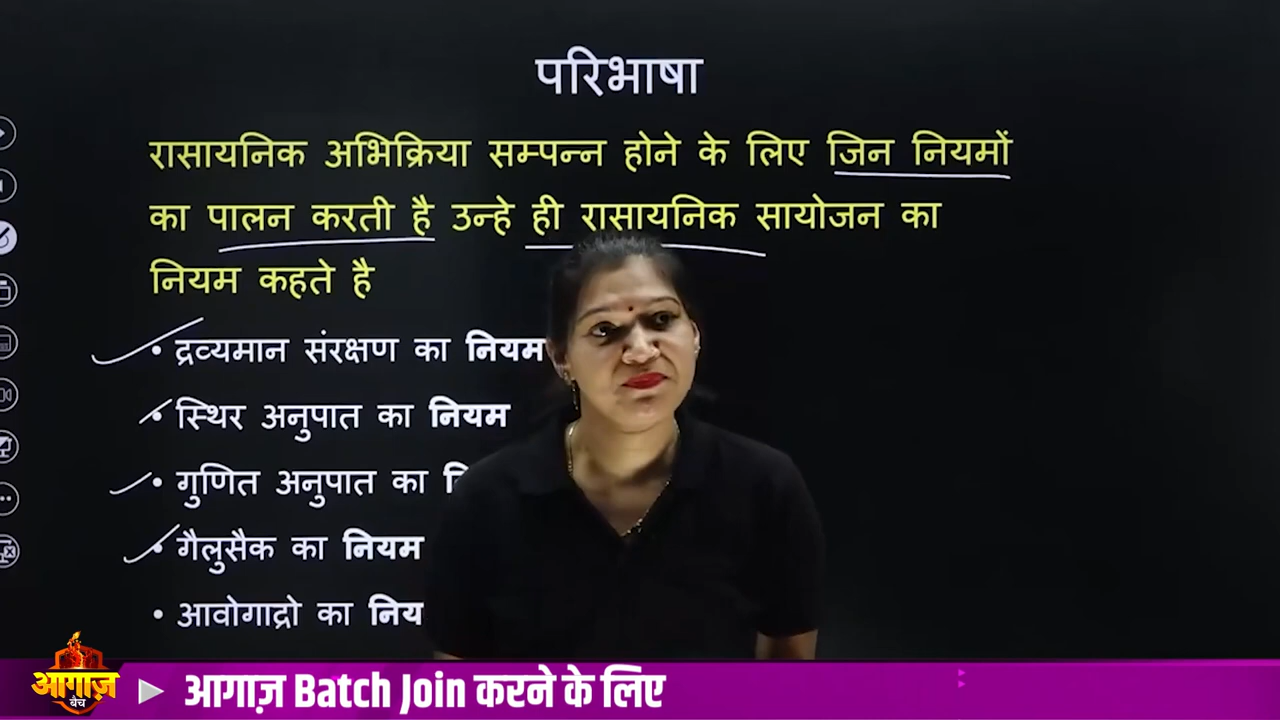 परिभाषा
रासायनिक अभिक्रिया सम्पन्न होने के लिए जिन नियमों
का पालन करती है उन्हे ही रासायनिक सायोजन का
नियम कहते है
• द्रव्यमान संरक्षण का नियम
• स्थिर अनुपात का नियम
• गुणित अनुपात का
• गैलुसैक का नियम
• आवोगाद्रो का निय
आगाज़ बैच
आगाज़ Batch Join करने के लिए